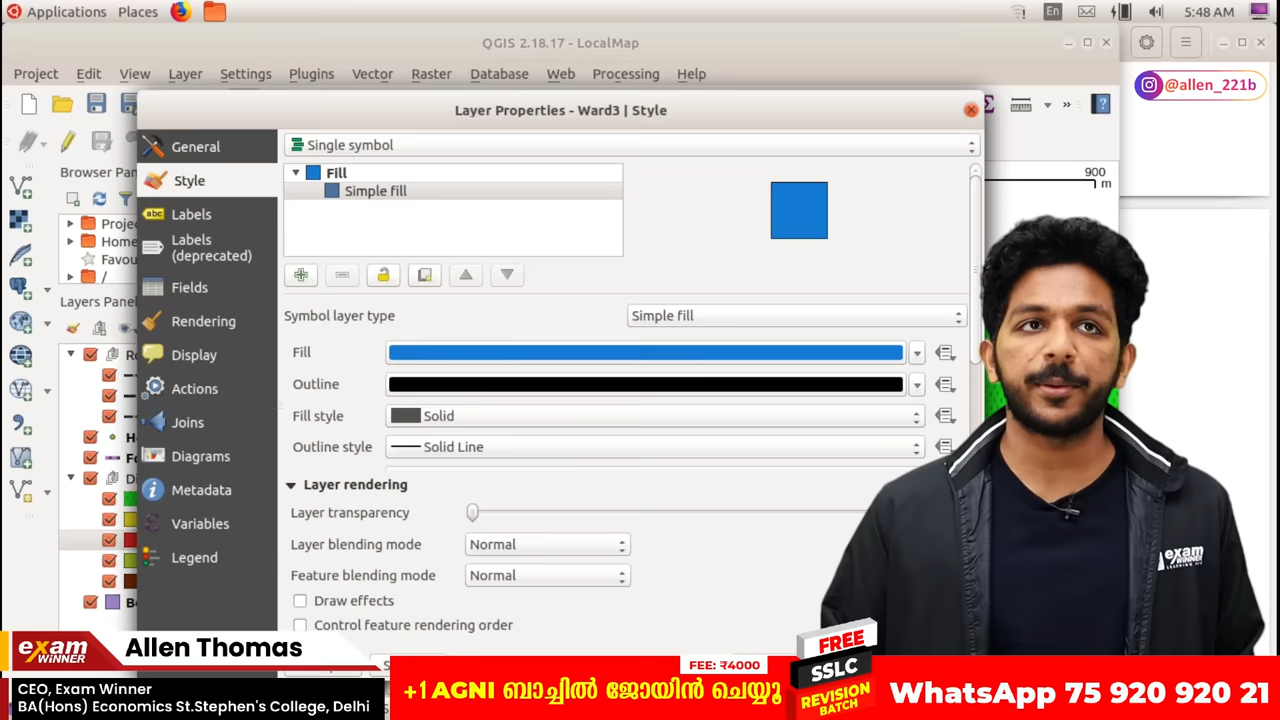 Applications Places En 5:48 AM
QGIS 2.18.17 - LocalMap
Project Edit View Layer Settings Plugins Vector Raster Database Web Processing Help
@allen_221b
Layer Properties - Ward3 | Style
General
Style
Labels
Labels
(deprecated)
Fields
Rendering
Display
Actions
Joins
Diagrams
Metadata
Variables
Legend
Browser Pan
Projec
Home
Favou
/
Layers Panel
Single symbol
Fill
Simple fill
900
m
Symbol layer type Simple fill
Fill
Outline
Fill style Solid
Outline style Solid Line
Layer rendering
Layer transparency
Layer blending mode Normal
Feature blending mode Normal
Draw effects
Control feature rendering order
exam
WiNNER
LEARNING APP
exam
WiNNER
Allen Thomas
CEO, Exam Winner
BA(Hons) Economics St.Stephen's College, Delhi
FEE: ₹4000
+1 AGNI ബാച്ചിൽ ജോയിൻ ചെയ്യൂ
FREE
SSLC
REVISION
BATCH
WhatsApp 75 920 920 21